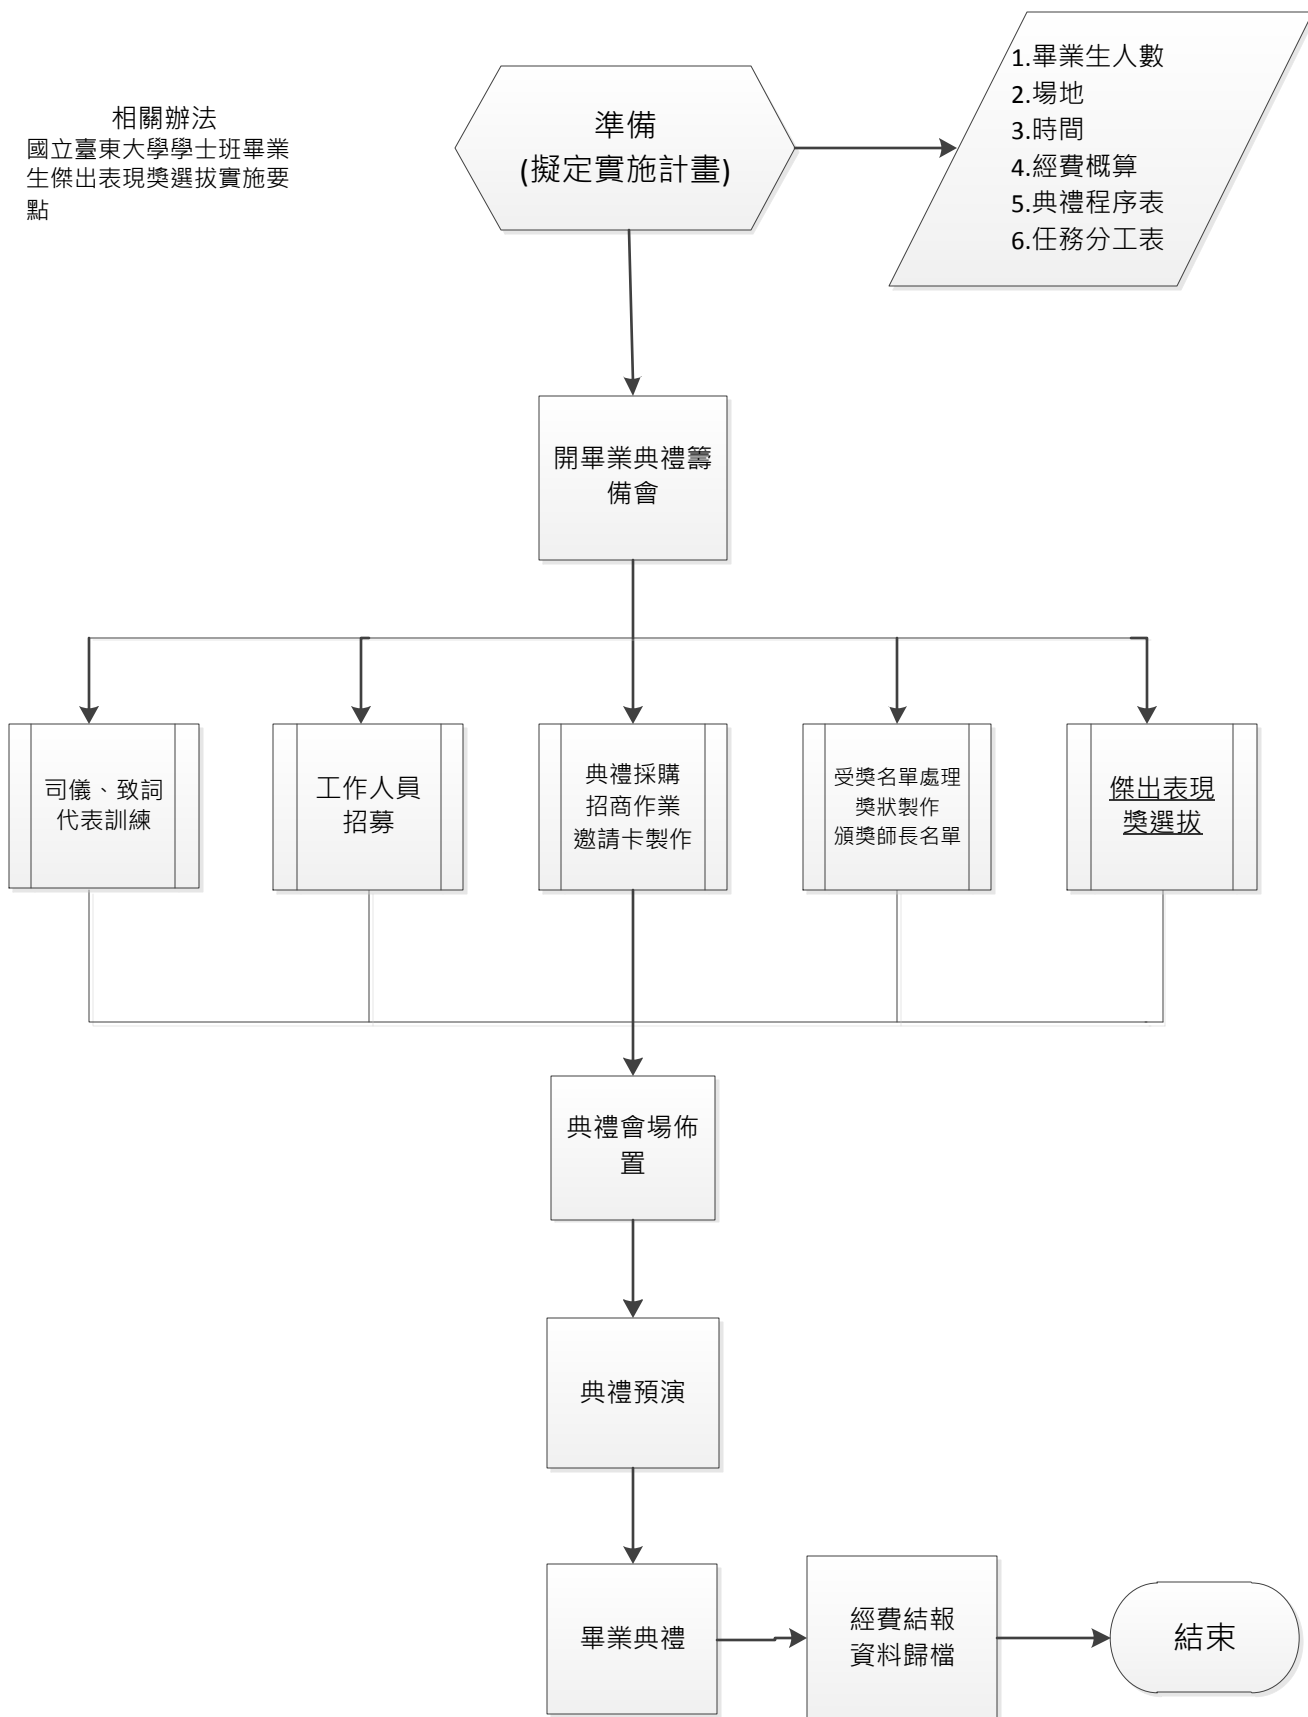 相關辦法
國立臺東大學學士班畢業
生傑出表現獎選拔實施要
點
準備
(擬定實施計畫)
1.畢業生人數
2.場地
3.時間
4.經費概算
5.典禮程序表
6.任務分工表
開畢業典禮籌
備會
司儀、致詞
代表訓練
工作人員
招募
典禮採購
招商作業
邀請卡製作
受獎名單處理
獎狀製作
頒獎師長名單
傑出表現
獎選拔
典禮會場佈
置
典禮預演
畢業典禮
經費結報
資料歸檔
結束